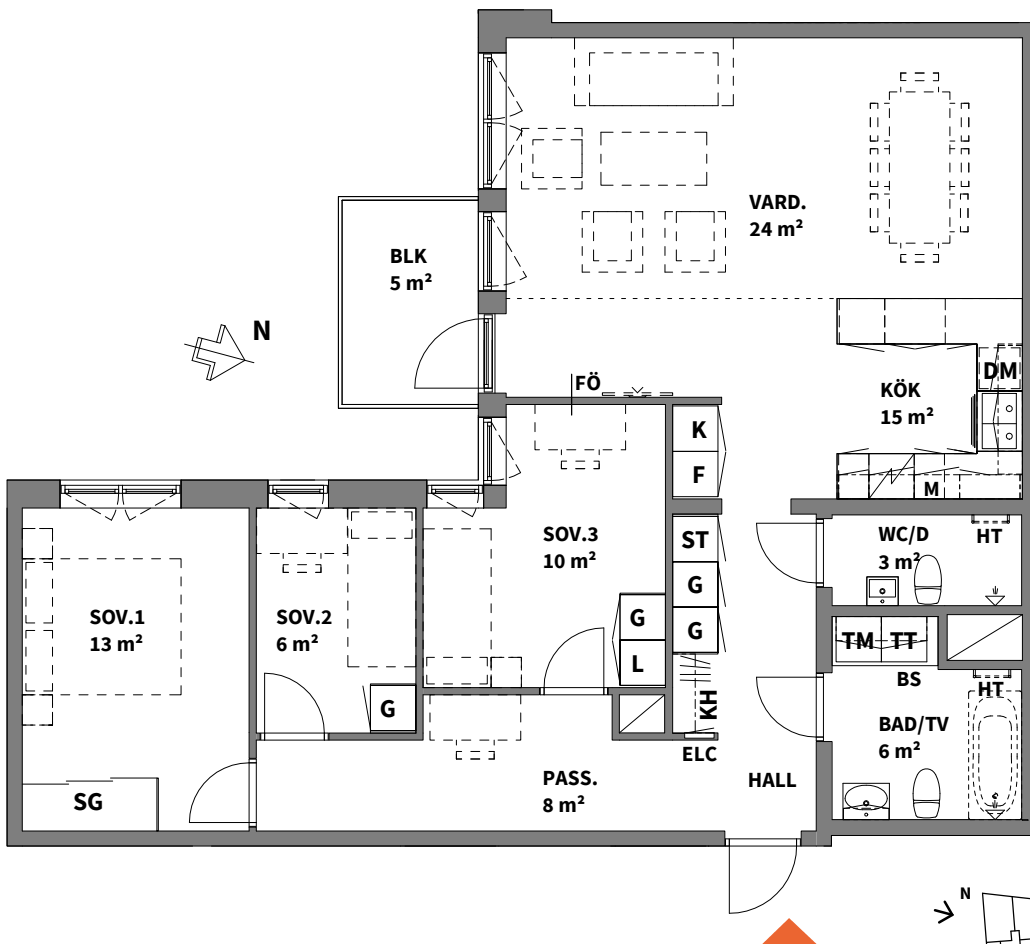 VARD.
24 m²
BLK
5 m²
N
FÖ
DM
KÖK
15 m²
K
F
M
SOV.3
10 m²
ST
G
G
WC/D
3 m²
HT
SOV.1
13 m²
SOV.2
6 m²
G
L
TM
TT
BS
HT
G
KH
BAD/TV
6 m²
ELC
PASS.
8 m²
HALL
SG
N